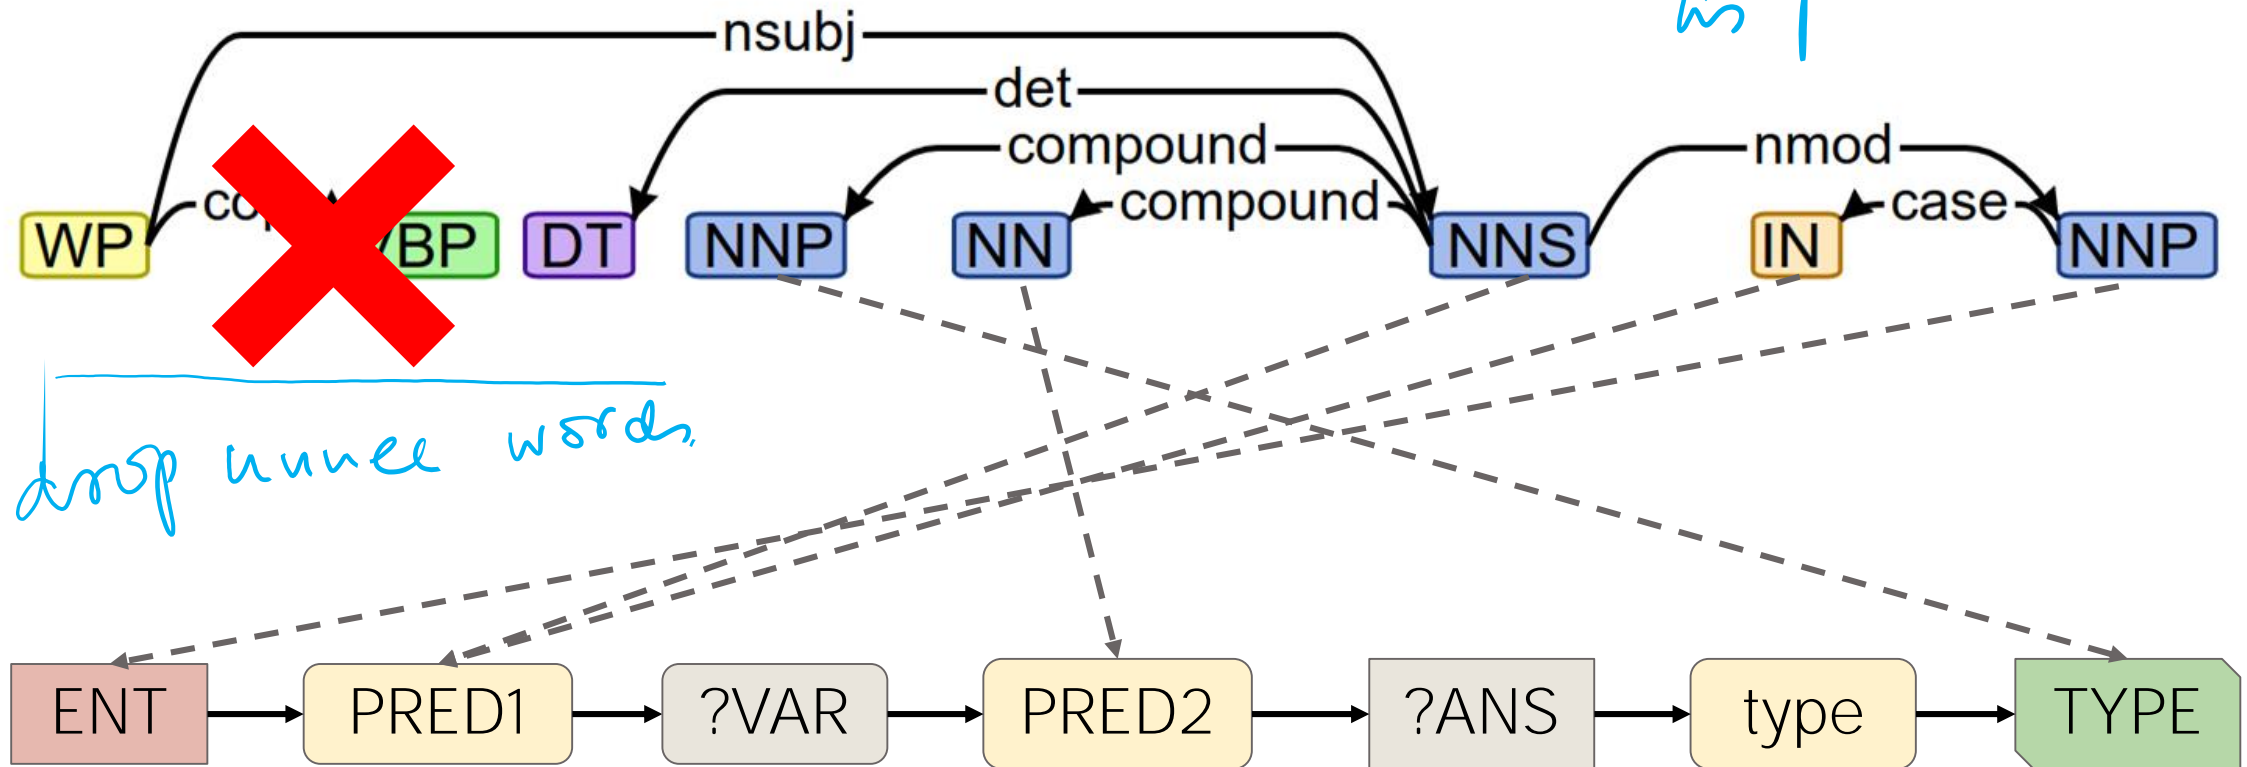 nsubj
det
compound
nmod
compound
case
WP
BP
DT
NNP
NN
NNS
IN
NNP
drop words.
ENT
PRED1
?VAR
PRED2
?ANS
type
TYPE